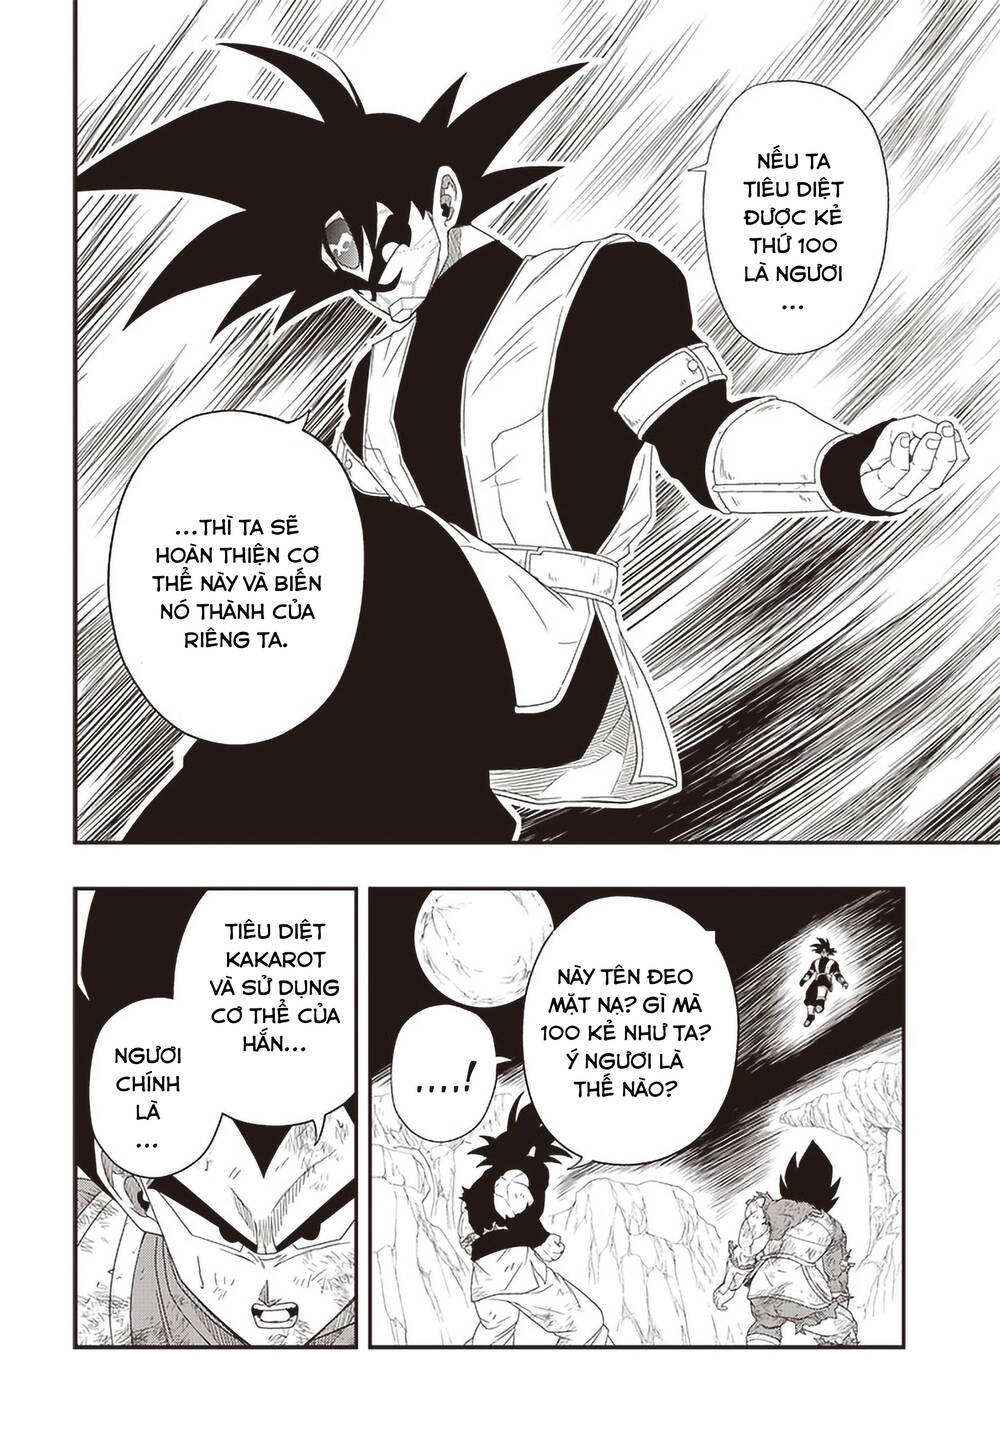 NẾU TA
TIÊU DIỆT
ĐƯỢC KẺ
THỨ 100
LÀ NGƯƠI
...
...THÌ TA SẼ
HOÀN THIỆN CƠ
THỂ NÀY VÀ BIẾN
NÓ THÀNH CỦA
RIÊNG TA.
NÀY TÊN ĐEO
MẶT NẠ? GÌ MÀ
100 KẺ NHƯ TA?
Ý NGƯƠI LÀ
THẾ NÀO?
....!
TIÊU DIỆT
KAKAROT
VÀ SỬ DỤNG
CƠ THỂ CỦA
HẮN...
NGƯƠI
CHÍNH
LÀ
...